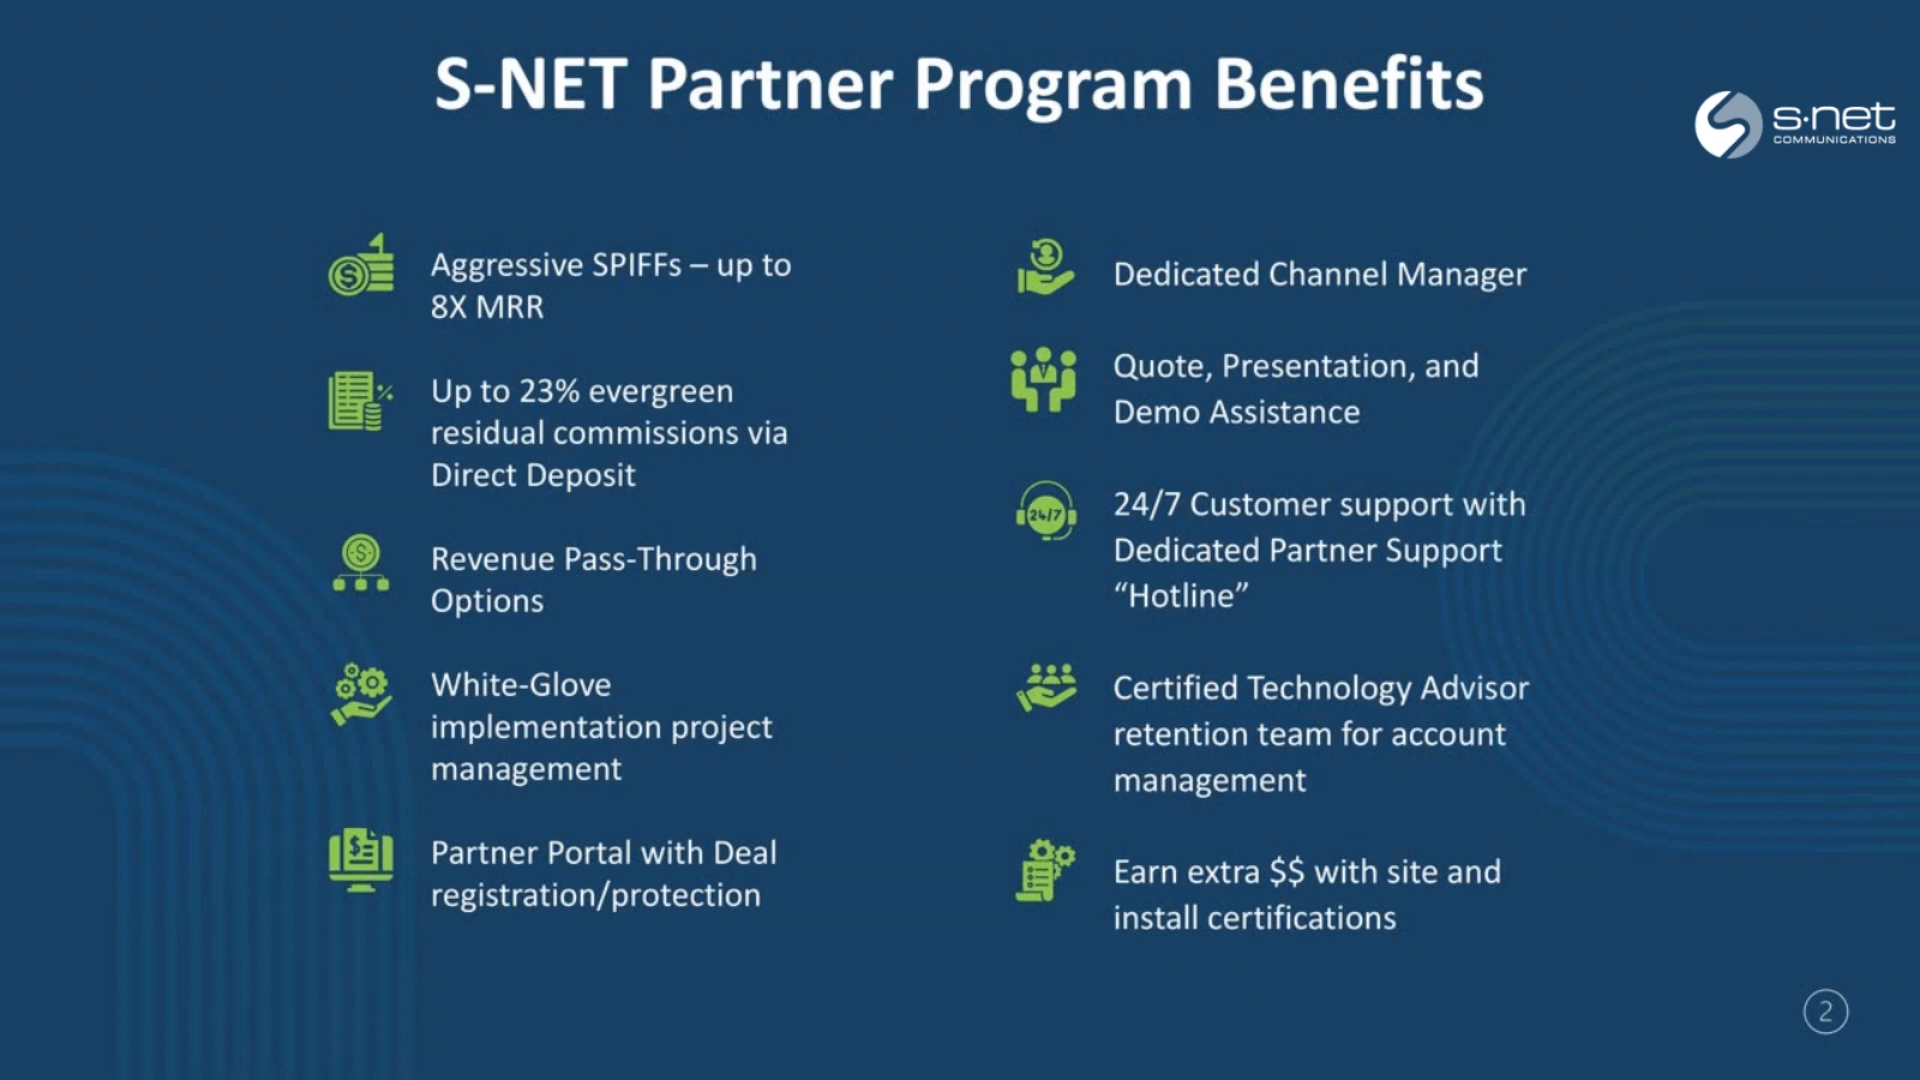 S-NET Partner Program Benefits
s·net
COMMUNICATIONS
Aggressive SPIFFs – up to
8X MRR
Up to 23% evergreen
residual commissions via
Direct Deposit
Revenue Pass-Through
Options
White-Glove
implementation project
management
Partner Portal with Deal
registration/protection
Dedicated Channel Manager
Quote, Presentation, and
Demo Assistance
24/7
24/7 Customer support with
Dedicated Partner Support
“Hotline”
Certified Technology Advisor
retention team for account
management
Earn extra $$ with site and
install certifications
2